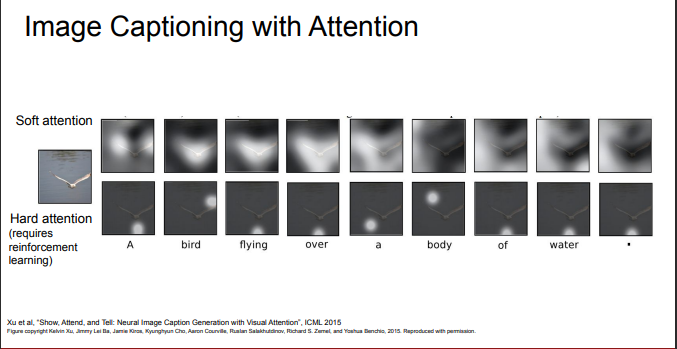 Image Captioning with Attention
Soft attention
Hard attention
(requires
reinforcement
learning)
A bird flying over a body of water .
Xu et al, “Show, Attend, and Tell: Neural Image Caption Generation with Visual Attention”, ICML 2015
Figure copyright Kelvin Xu, Jimmy Lei Ba, Jamie Kiros, Kyunghyun Cho, Aaron Courville, Ruslan Salakhutdinov, Richard S. Zemel, and Yoshua Benchio, 2015. Reproduced with permission.